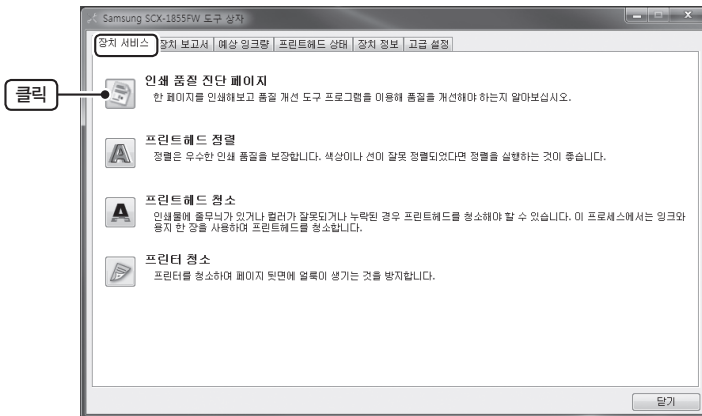 Samsung SCX-1855FW 도구 상자
장치 서비스 장치 보고서 예상 잉크량 프린트헤드 상태 장치 정보 고급 설정
클릭
인쇄 품질 진단 페이지
한 페이지를 인쇄해보고 품질 개선 도구 프로그램을 이용해 품질을 개선해야 하는지 알아보십시오.
프린트헤드 정렬
정렬은 우수한 인쇄 품질을 보장합니다. 색상이나 선이 잘못 정렬되었다면 정렬을 실행하는 것이 좋습니다.
프린트헤드 청소
인쇄물에 줄무늬가 있거나 컬러가 잘못되거나 누락된 경우 프린트헤드를 청소해야 할 수 있습니다. 이 프로세스에서는 잉크와
용지 한 장을 사용하여 프린트헤드를 청소합니다.
프린터 청소
프린터를 청소하여 페이지 뒷면에 얼룩이 생기는 것을 방지합니다.
닫기